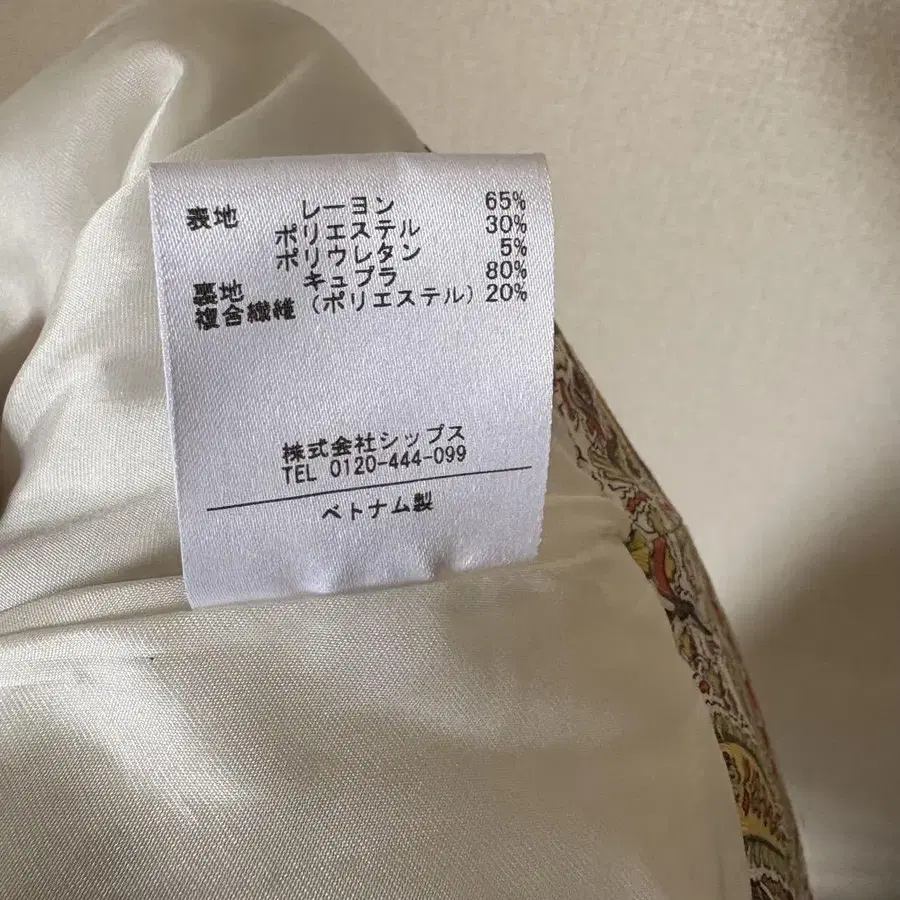 表地 レーヨン 65%
ポリエステル 30%
ポリウレタン 5%
裏地 キュプラ 80%
複合繊維(ポリエステル) 20%
株式会社シップス
TEL 0120-444-099
ベトナム製